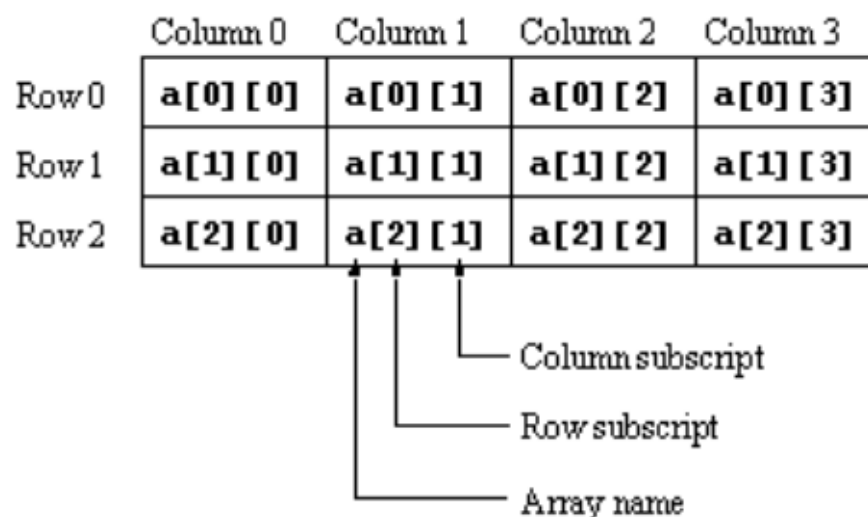 Column 0 Column 1 Column 2 Column 3
Row 0 a[0][0] a[0][1] a[0][2] a[0][3]
Row 1 a[1][0] a[1][1] a[1][2] a[1][3]
Row 2 a[2][0] a[2][1] a[2][2] a[2][3]
Column subscript
Row subscript
Array name